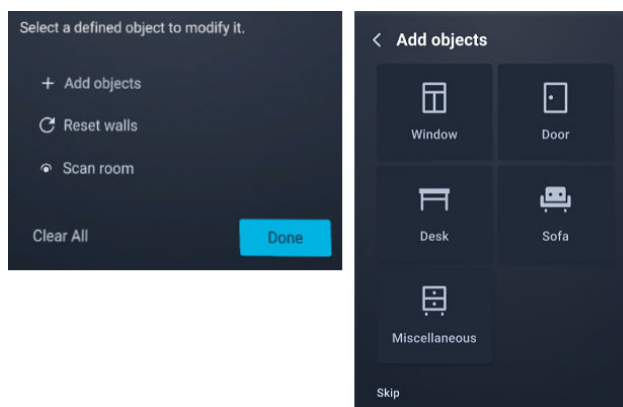 Select a defined object to modify it.
+ Add objects
Reset walls
Scan room
Clear All
Done
< Add objects
Window
Door
Desk
Sofa
Miscellaneous
Skip